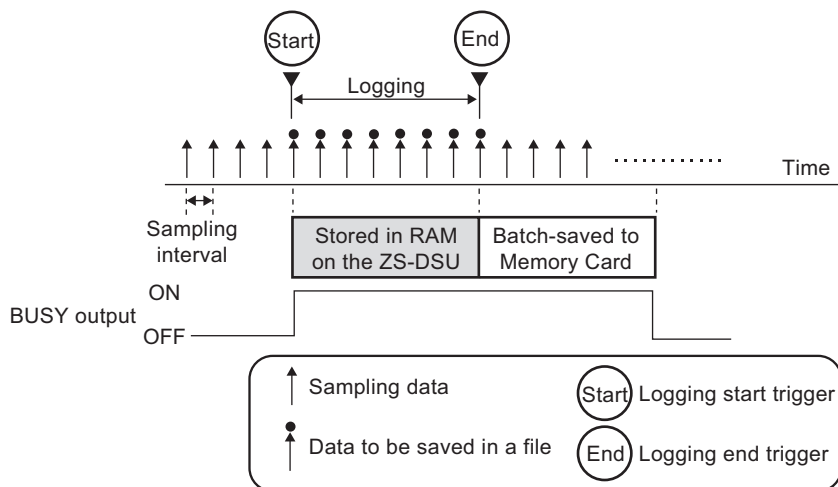 Start
End
Logging
Time
Sampling
interval
Stored in RAM
on the ZS-DSU
Batch-saved to
Memory Card
ON
BUSY output
OFF
Sampling data
Start
Logging start trigger
Data to be saved in a file
End
Logging end trigger